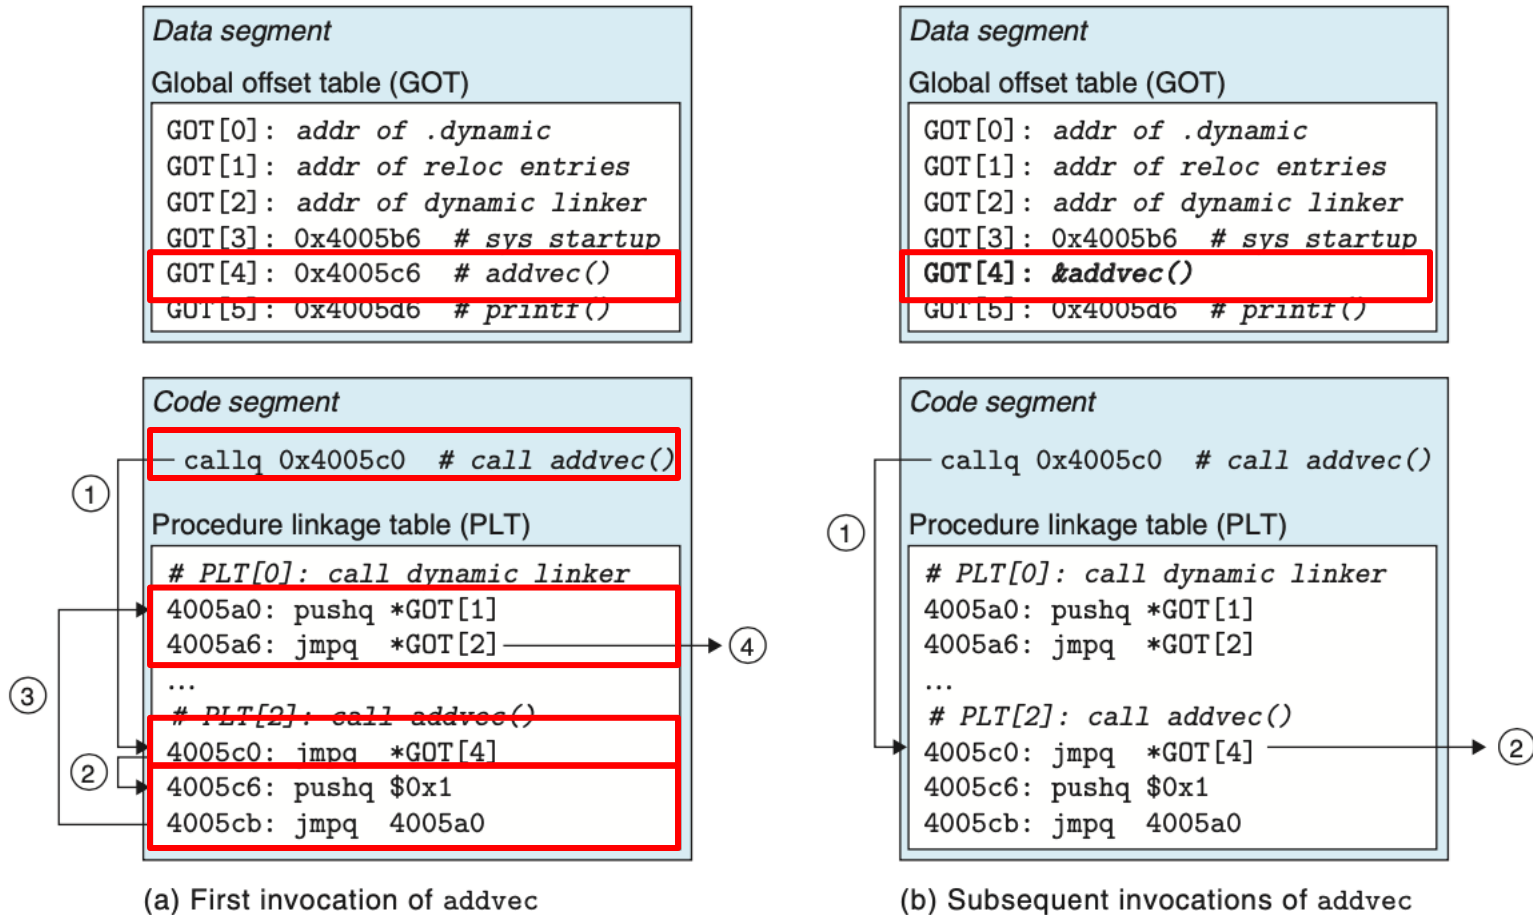 Data segment
Global offset table (GOT)
GOT[0]: addr of .dynamic
GOT[1]: addr of reloc entries
GOT[2]: addr of dynamic linker
GOT[3]: 0x4005b6 # sys startup
GOT[4]: 0x4005c6 # addvec()
GOT[5]: 0x4005d6 # printf()
Code segment
callq 0x4005c0 # call addvec()
1
Procedure linkage table (PLT)
# PLT[0]: call dynamic linker
4005a0: pushq *GOT[1]
4005a6: jmpq *GOT[2]
4
...
3
# PLT[2]: call addvec()
4005c0: jmpq *GOT[4]
2
4005c6: pushq $0x1
4005cb: jmpq 4005a0
(a) First invocation of addvec
Data segment
Global offset table (GOT)
GOT[0]: addr of .dynamic
GOT[1]: addr of reloc entries
GOT[2]: addr of dynamic linker
GOT[3]: 0x4005b6 # sys startup
GOT[4]: &addvec()
GOT[5]: 0x4005d6 # printf()
Code segment
callq 0x4005c0 # call addvec()
1
Procedure linkage table (PLT)
# PLT[0]: call dynamic linker
4005a0: pushq *GOT[1]
4005a6: jmpq *GOT[2]
...
# PLT[2]: call addvec()
4005c0: jmpq *GOT[4]
2
4005c6: pushq $0x1
4005cb: jmpq 4005a0
(b) Subsequent invocations of addvec